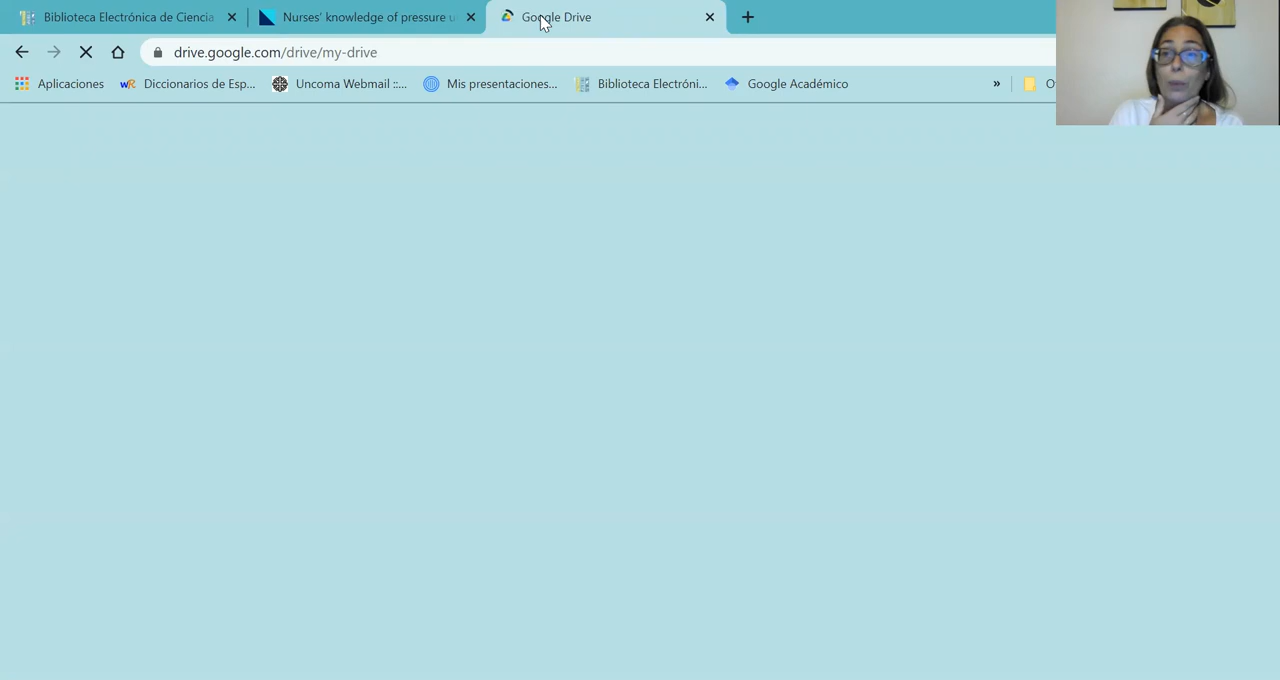 Biblioteca Electrónica de Ciencia
Nurses' knowledge of pressure u
Google Drive
drive.google.com/drive/my-drive
Aplicaciones
wR Diccionarios de Esp...
Uncoma Webmail ::...
Mis presentaciones...
Biblioteca Electróni...
Google Académico
»